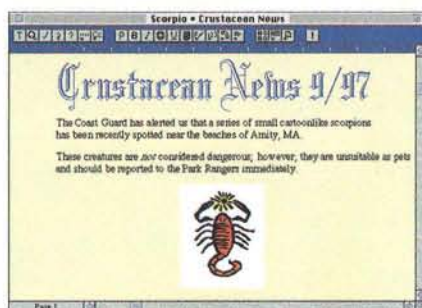 Scorpio • Crustacean News
Crustacean News 9/97
The Coast Guard has alerted us that a series of small cartoonlike scorpions
has been recently spotted near the beaches of Amity, MA.
These creatures are not considered dangerous; however, they are unsuitable as pets
and should be reported to the Park Rangers immediately.
Page 1